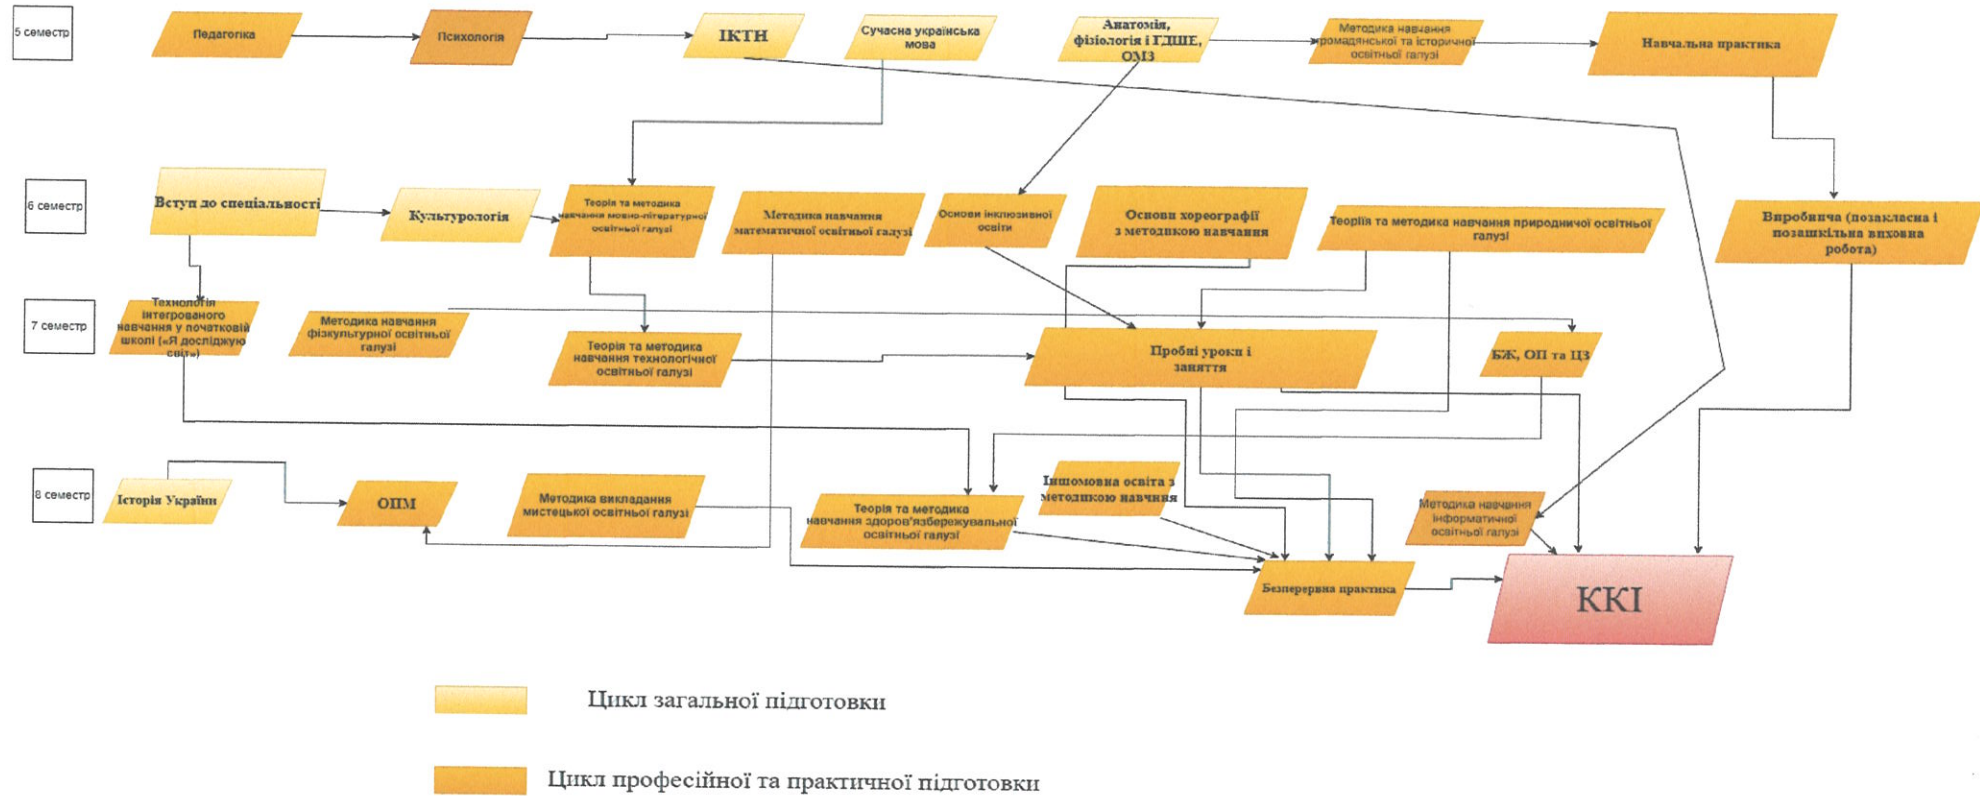 5 семестр
Педагогіка
Психологія
ІКТН
Сучасна українська
мова
Анатомія,
фізіологія і ГДШЕ,
ОМЗ
Методика навчання
громадянської та історичної
освітньої галузі
Навчальна практика
6 семестр
Вступ до спеціальності
Культурологія
Теорія та методика
навчання мовно-літературної
освітньої галузі
Методика навчання
математичної освітньої галузі
Основи інклюзивної
освіти
Основи хореографії
з методикою навчання
Теоріїя та методика навчання природничої освітньої
галузі
Виробнича (позакласна і
позашкільна виховна
робота)
7 семестр
Технологія
інтегрованого
навчання у початковій
школі («Я досліджую
світ»)
Методика навчання
фізкультурної освітньої
галузі
Теорія та методика
навчання технологічної
освітньої галузі
Пробні уроки і
заняття
БЖ, ОП та ЦЗ
8 семестр
Історія України
ОПМ
Методика викладання
мистецької освітньої галузі
Теорія та методика
навчання здоров'язбережувальної
освітньої галузі
Іншомовна освіта з
методикою навчння
Методика навчання
інформатичної
освітньої галузі
Безперервна практика
ККІ
Цикл загальної підготовки
Цикл професійної та практичної підготовки